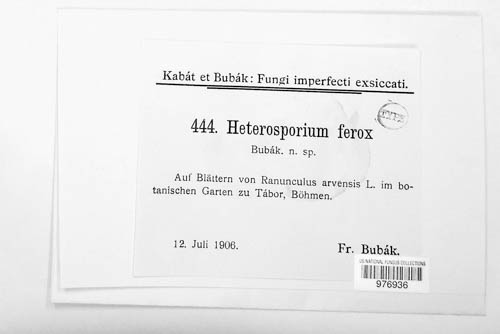 Kabát et Bubák: Fungi imperfecti exsiccati.
444. Heterosporium ferox
Bubák. n. sp.
Auf Blättern von Ranunculus arvensis L. im bo-
tanischen Garten zu Tábor, Böhmen.
12. Juli 1906.
Fr. Bubák.
US NATIONAL FUNGUS COLLECTIONS
976936